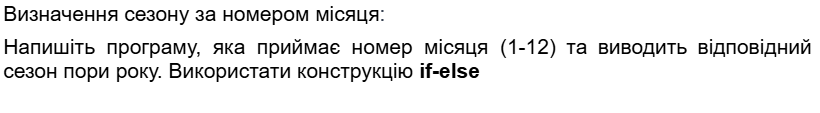 Визначення сезону за номером місяця:
Напишіть програму, яка приймає номер місяця (1-12) та виводить відповідний
сезон пори року. Використати конструкцію if-else